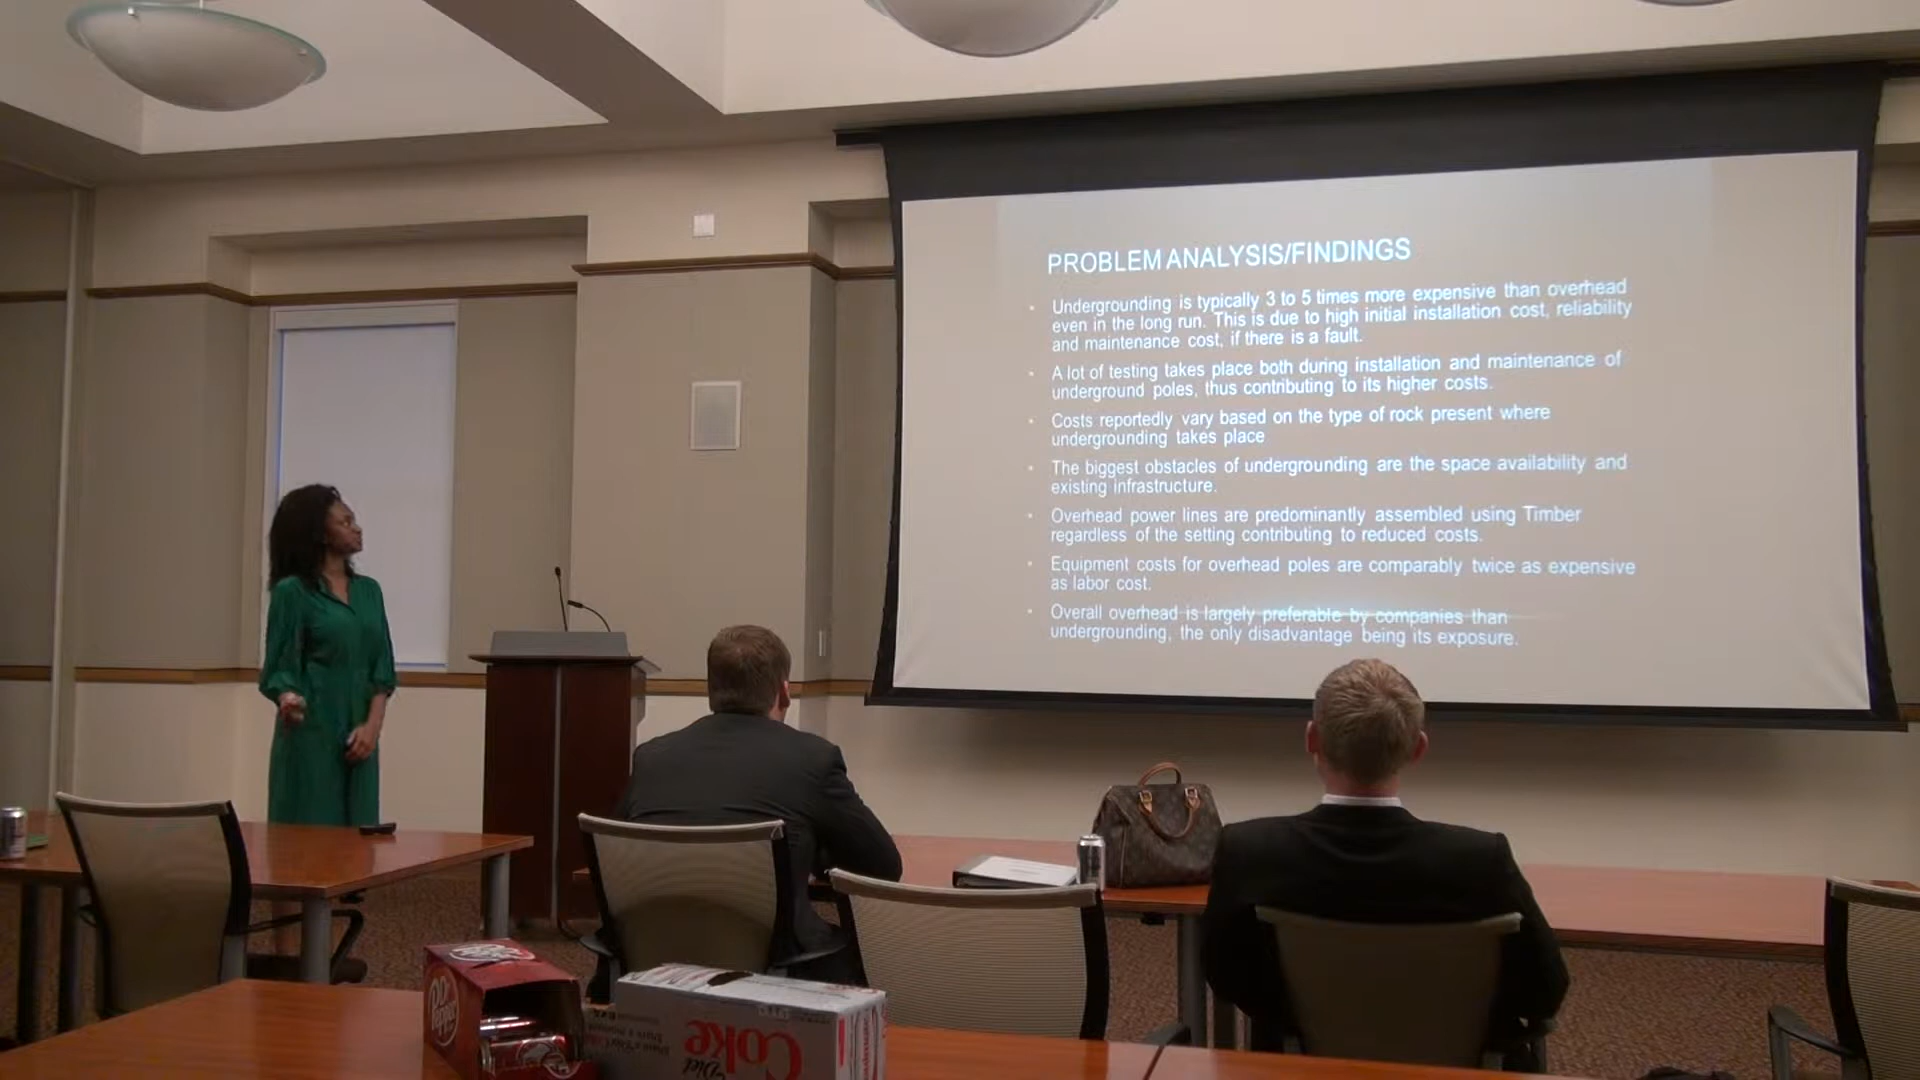 PROBLEM ANALYSIS/FINDINGS
• Undergrounding is typically 3 to 5 times more expensive than overhead
even in the long run. This is due to high initial installation cost, reliability
and maintenance cost, if there is a fault.
• A lot of testing takes place both during installation and maintenance of
underground poles, thus contributing to its higher costs.
• Costs reportedly vary based on the type of rock present where
undergrounding takes place
• The biggest obstacles of undergrounding are the space availability and
existing infrastructure.
• Overhead power lines are predominantly assembled using Timber
regardless of the setting contributing to reduced costs.
• Equipment costs for overhead poles are comparably twice as expensive
as labor cost.
• Overall overhead is largely preferable by companies than
undergrounding, the only disadvantage being its exposure.
Dr Pepper
Diet
Coke